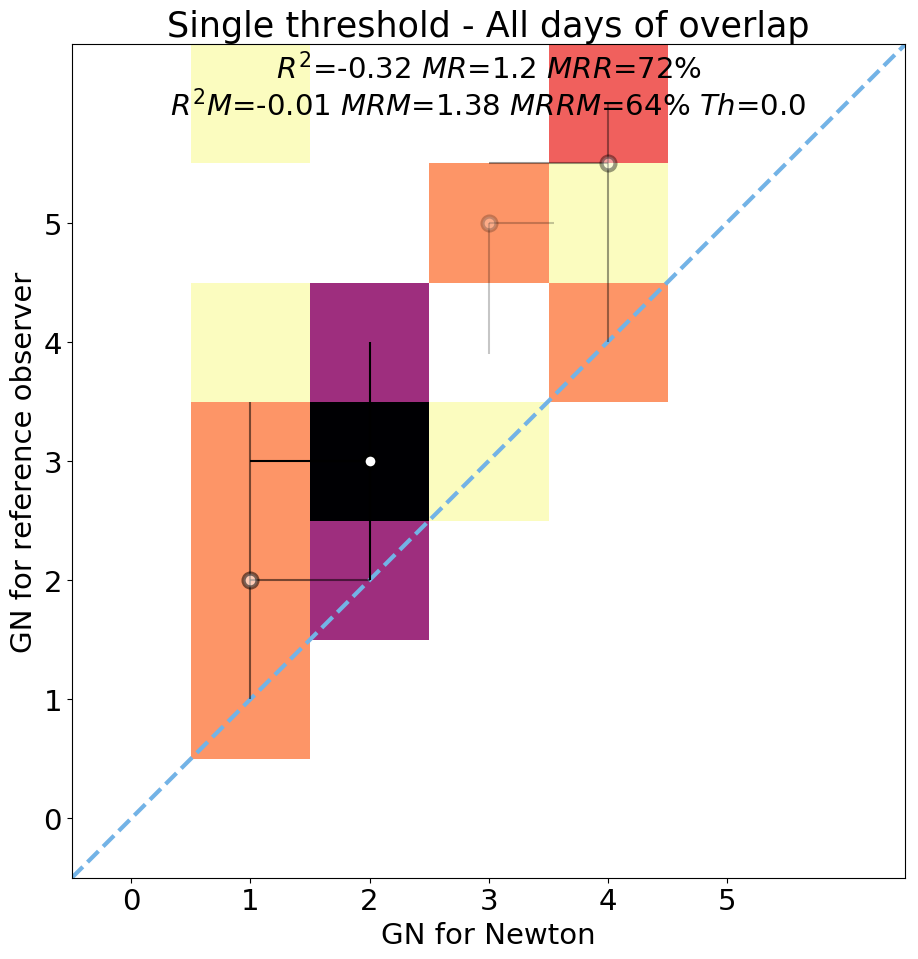 Single threshold - All days of overlap
R²=-0.32 MR=1.2 MRR=72%
R²M=-0.01 MRM=1.38 MRRM=64% Th=0.0
GN for reference observer
5
4
3
2
1
0
0 1 2 3 4 5
GN for Newton